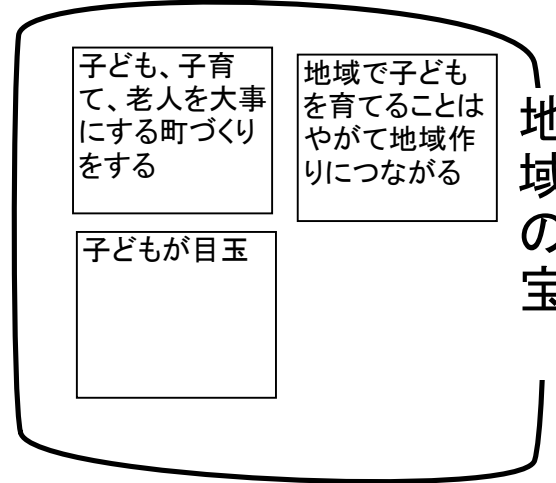 子ども、子育
て、老人を大事
にする町づくり
をする
地域で子ども
を育てることは
やがて地域作
りにつながる
子どもが目玉
地域の宝